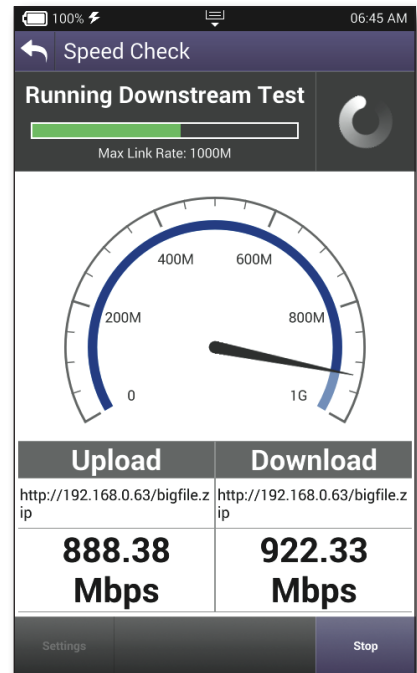 100%
06:45 AM
Speed Check
Running Downstream Test
Max Link Rate: 1000M
400M
600M
200M
800M
0
1G
Upload
Download
http://192.168.0.63/bigfile.z
ip
http://192.168.0.63/bigfile.z
ip
888.38
Mbps
922.33
Mbps
Settings
Stop